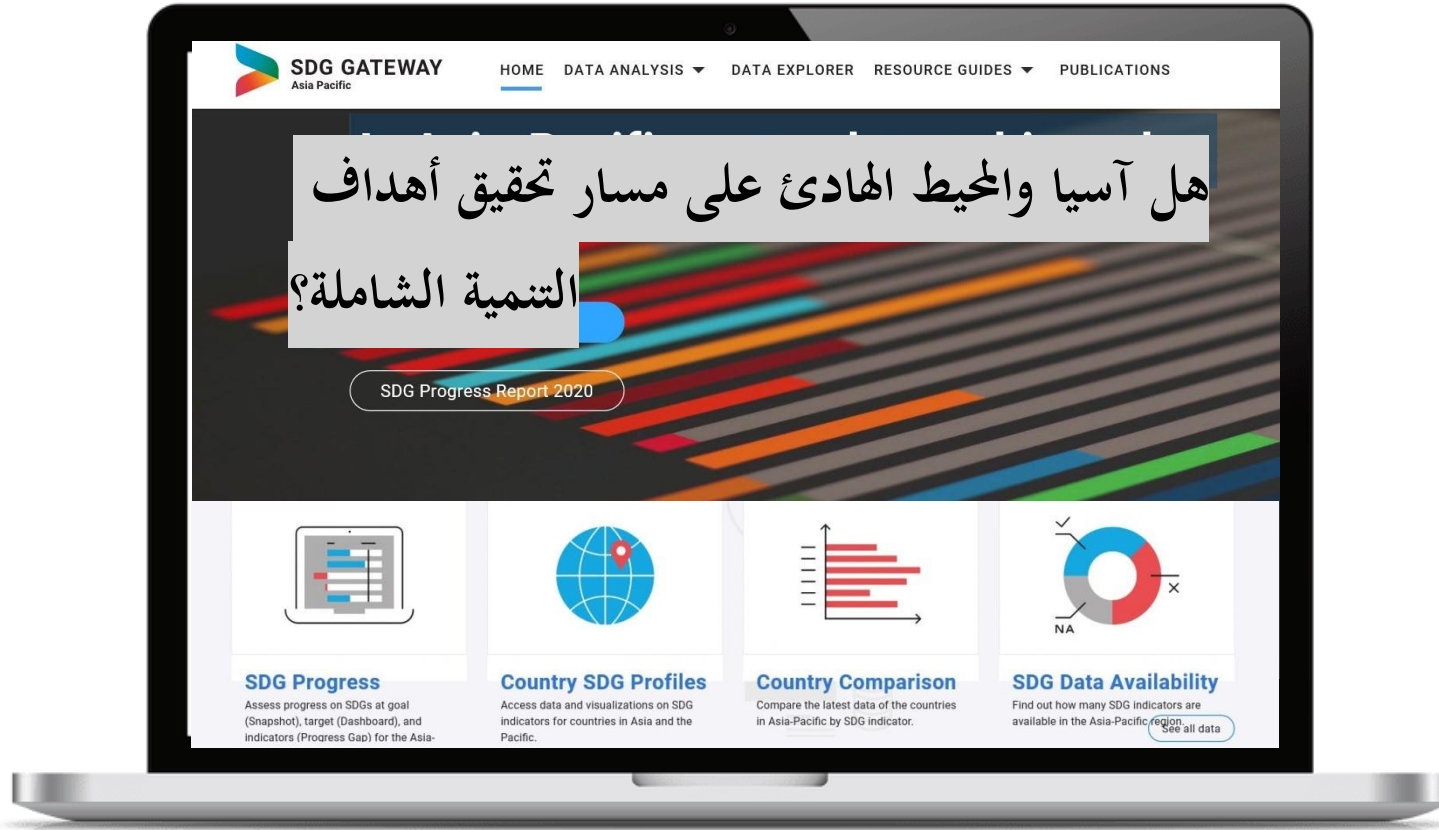 SDG GATEWAY
Asia Pacific
HOME DATA ANALYSIS DATA EXPLORER RESOURCE GUIDES PUBLICATIONS
هل آسيا والمحيط الهادئ على مسار تحقيق أهداف
التنمية الشاملة؟
SDG Progress Report 2020
NA
SDG Progress
Assess progress on SDGs at goal
(Snapshot), target (Dashboard), and
indicators (Progress Gap) for the Asia-
Country SDG Profiles
Access data and visualizations on SDG
indicators for countries in Asia and the
Pacific.
Country Comparison
Compare the latest data of the countries
in Asia-Pacific by SDG indicator.
SDG Data Availability
Find out how many SDG indicators are
available in the Asia-Pacific region.
See all data